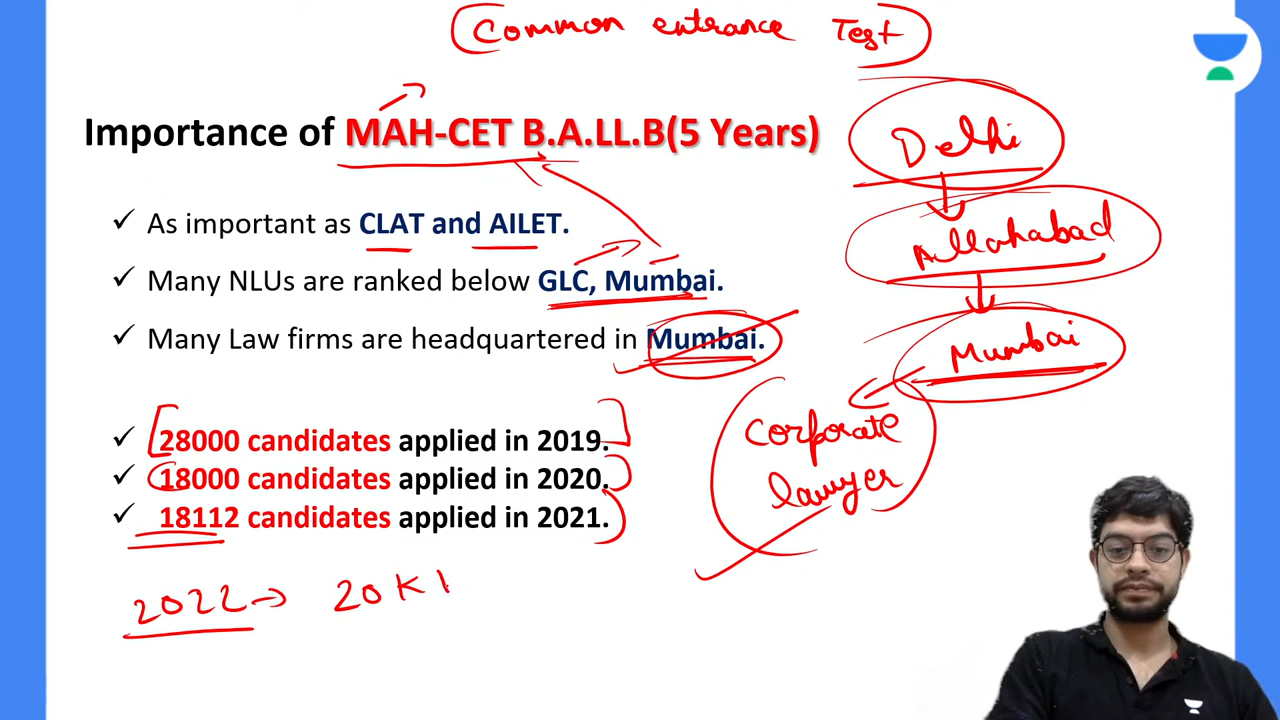 Common entrance Test
Importance of MAH-CET B.A.LL.B(5 Years)
✓ As important as CLAT and AILET.
✓ Many NLUs are ranked below GLC, Mumbai.
✓ Many Law firms are headquartered in Mumbai.
✓ 28000 candidates applied in 2019.
✓ 18000 candidates applied in 2020.
✓ 18112 candidates applied in 2021.
2022 → 20K
Delhi
Allahabad
Mumbai
Corporate
lawyer